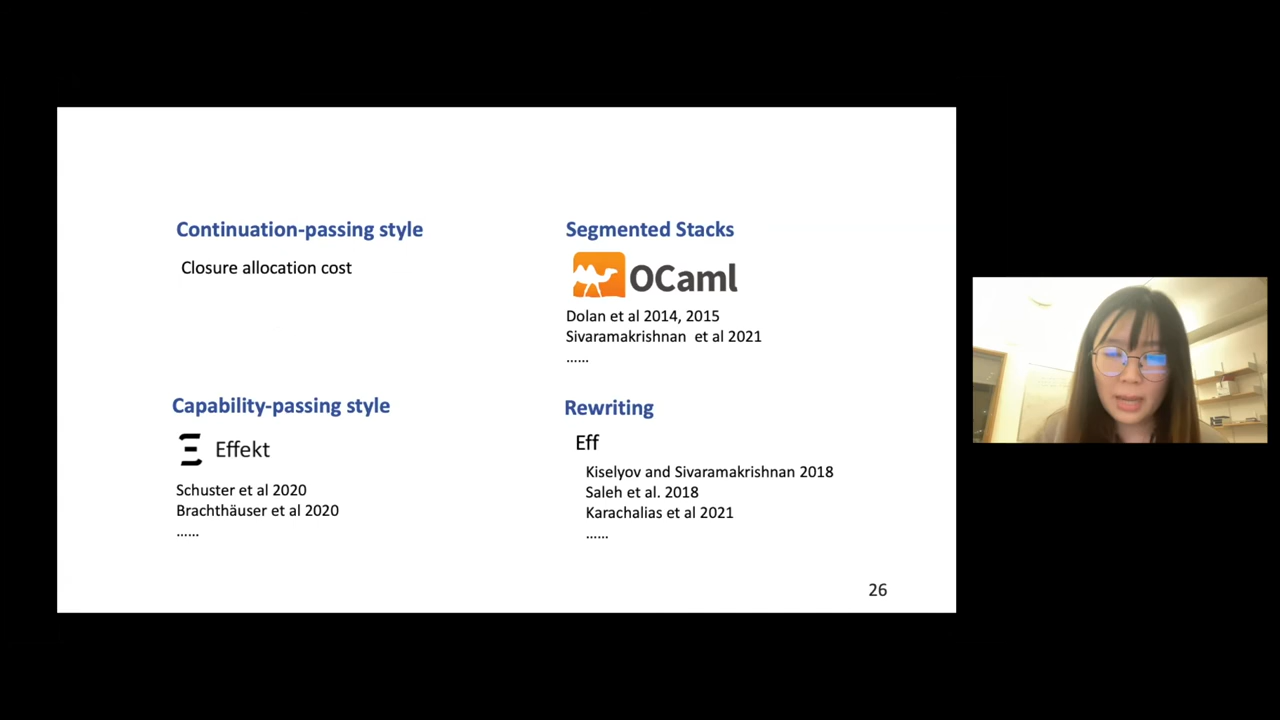 Continuation-passing style
Closure allocation cost
Segmented Stacks
OCaml
Dolan et al 2014, 2015
Sivaramakrishnan et al 2021
......
Capability-passing style
Effekt
Schuster et al 2020
Brachthäuser et al 2020
......
Rewriting
Eff
Kiselyov and Sivaramakrishnan 2018
Saleh et al. 2018
Karachalias et al 2021
......
26